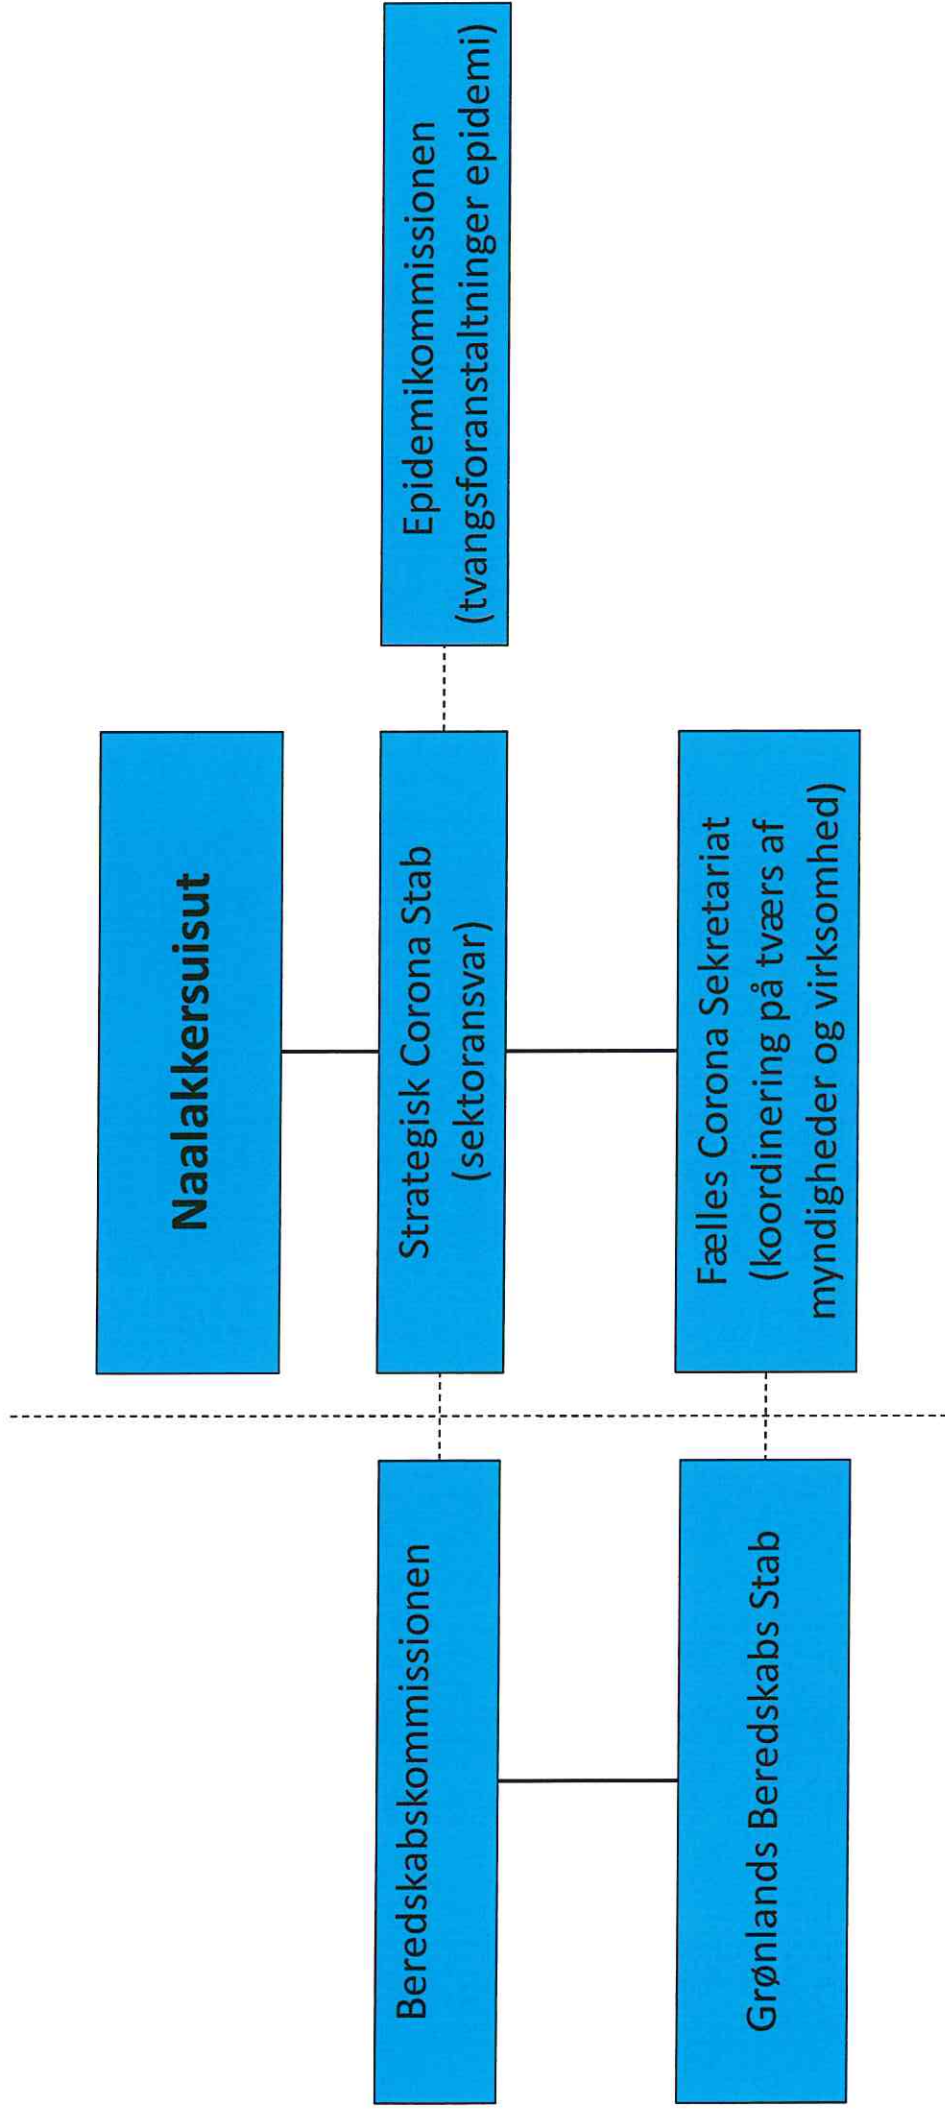 Naalakkersuisut
Beredskabskommissionen
Strategisk Corona Stab
(sektoransvar)
Epidemikommissionen
(tvangsforanstaltninger epidemi)
Grønlands Beredskabs Stab
Fælles Corona Sekretariat
(koordinering på tværs af
myndigheder og virksomhed)